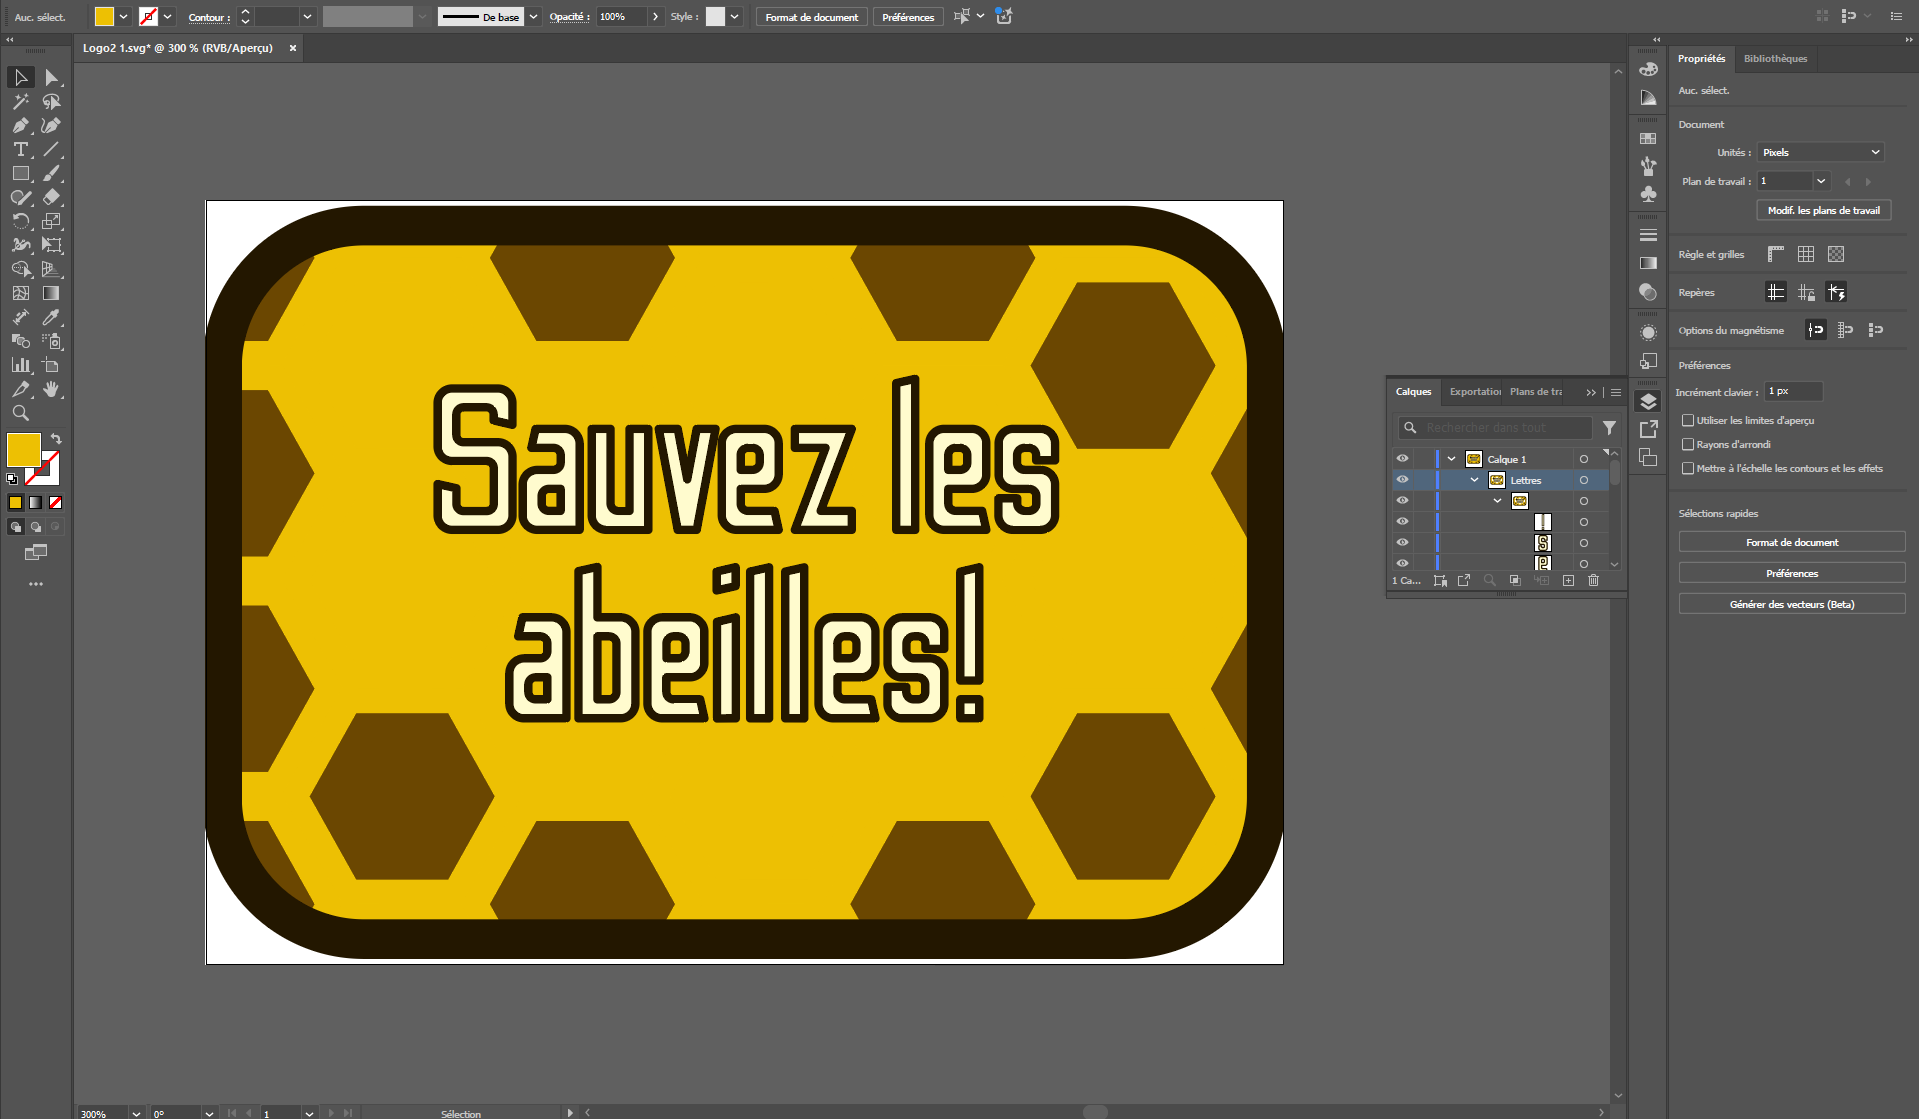 Auc. sélect.
Contour :
De base
Opacité :
100%
Style :
Format de document
Préférences
Logo2 1.svg* @ 300 % (RVB/Aperçu)
×
Sauvez les
abeilles!
Calques
Exportation
Plans de tra
Rechercher dans tout
Calque 1
Lettres
1 Ca...
Propriétés
Bibliothèques
Auc. sélect.
Document
Unités :
Pixels
Plan de travail :
1
Modif. les plans de travail
Règle et grilles
Repères
Options du magnétisme
Préférences
Incrément clavier :
1 px
Utiliser les limites d'aperçu
Rayons d'arrondi
Mettre à l'échelle les contours et les effets
Sélections rapides
Format de document
Préférences
Générer des vecteurs (Beta)
300%
0°
1
Sélection